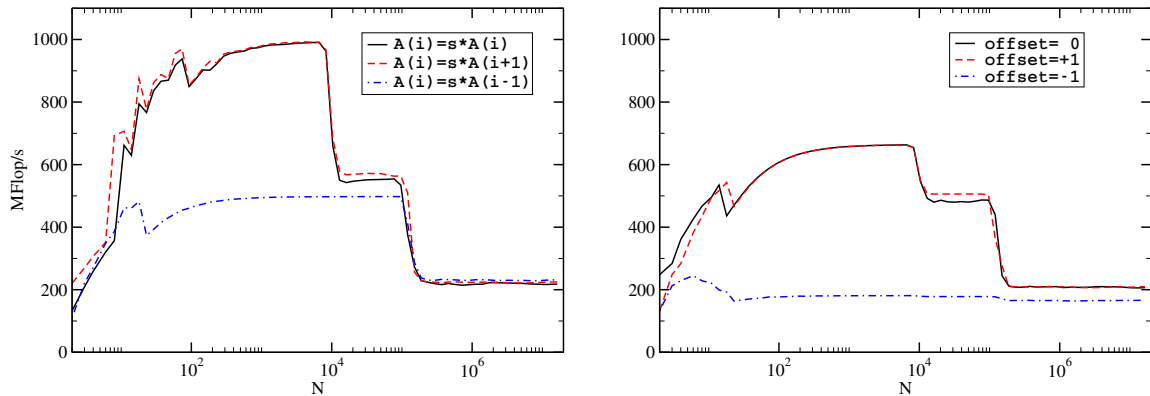 MFlop/s
1000
800
600
400
200
0
10^2
10^4
10^6
N
A(i)=s*A(i)
A(i)=s*A(i+1)
A(i)=s*A(i-1)
1000
800
600
400
200
0
10^2
10^4
10^6
N
offset= 0
offset=+1
offset=-1